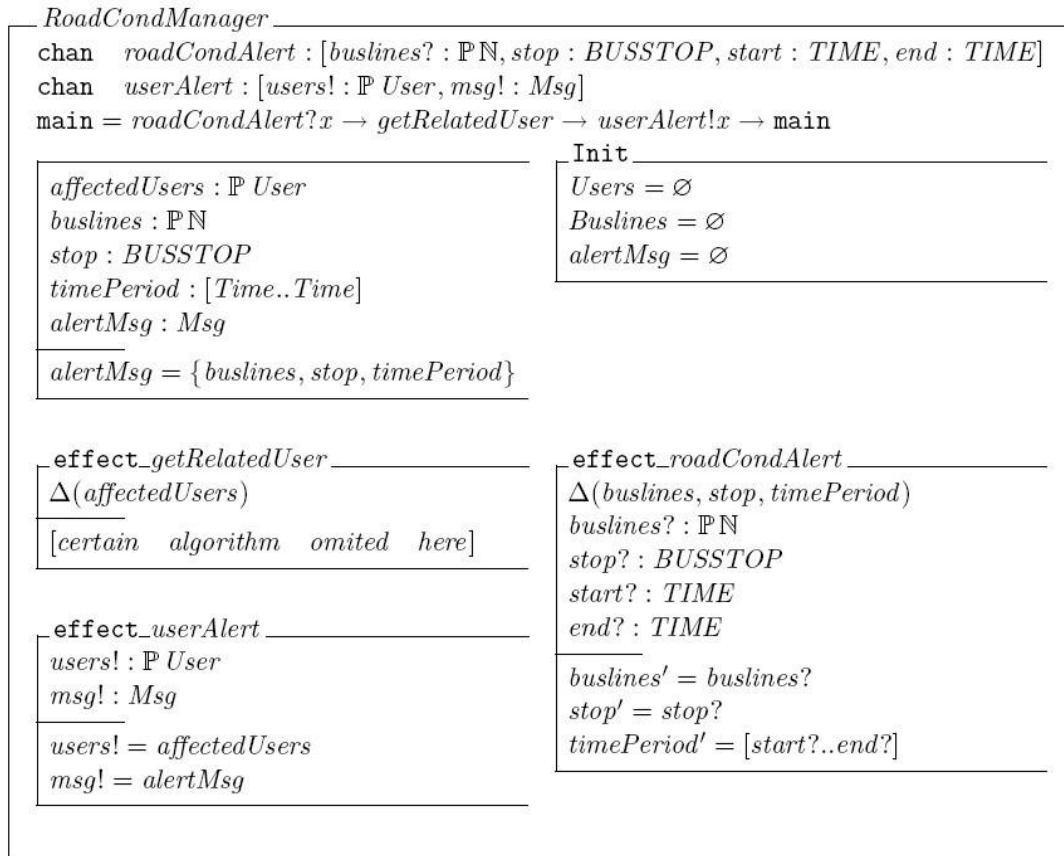 RoadCondManager
chan roadCondAlert : [buslines? : ℙ ℕ, stop : BUSSTOP, start : TIME, end : TIME]
chan userAlert : [users! : ℙ User, msg! : Msg]
main = roadCondAlert?x → getRelatedUser → userAlert!x → main
affectedUsers : ℙ User
buslines : ℙ ℕ
stop : BUSSTOP
timePeriod : [Time..Time]
alertMsg : Msg
alertMsg = {buslines, stop, timePeriod}
Init
Users = ∅
Buslines = ∅
alertMsg = ∅
effect_getRelatedUser
Δ(affectedUsers)
[certain algorithm omited here]
effect_roadCondAlert
Δ(buslines, stop, timePeriod)
buslines? : ℙ ℕ
stop? : BUSSTOP
start? : TIME
end? : TIME
buslines′ = buslines?
stop′ = stop?
timePeriod′ = [start?..end?]
effect_userAlert
users! : ℙ User
msg! : Msg
users! = affectedUsers
msg! = alertMsg